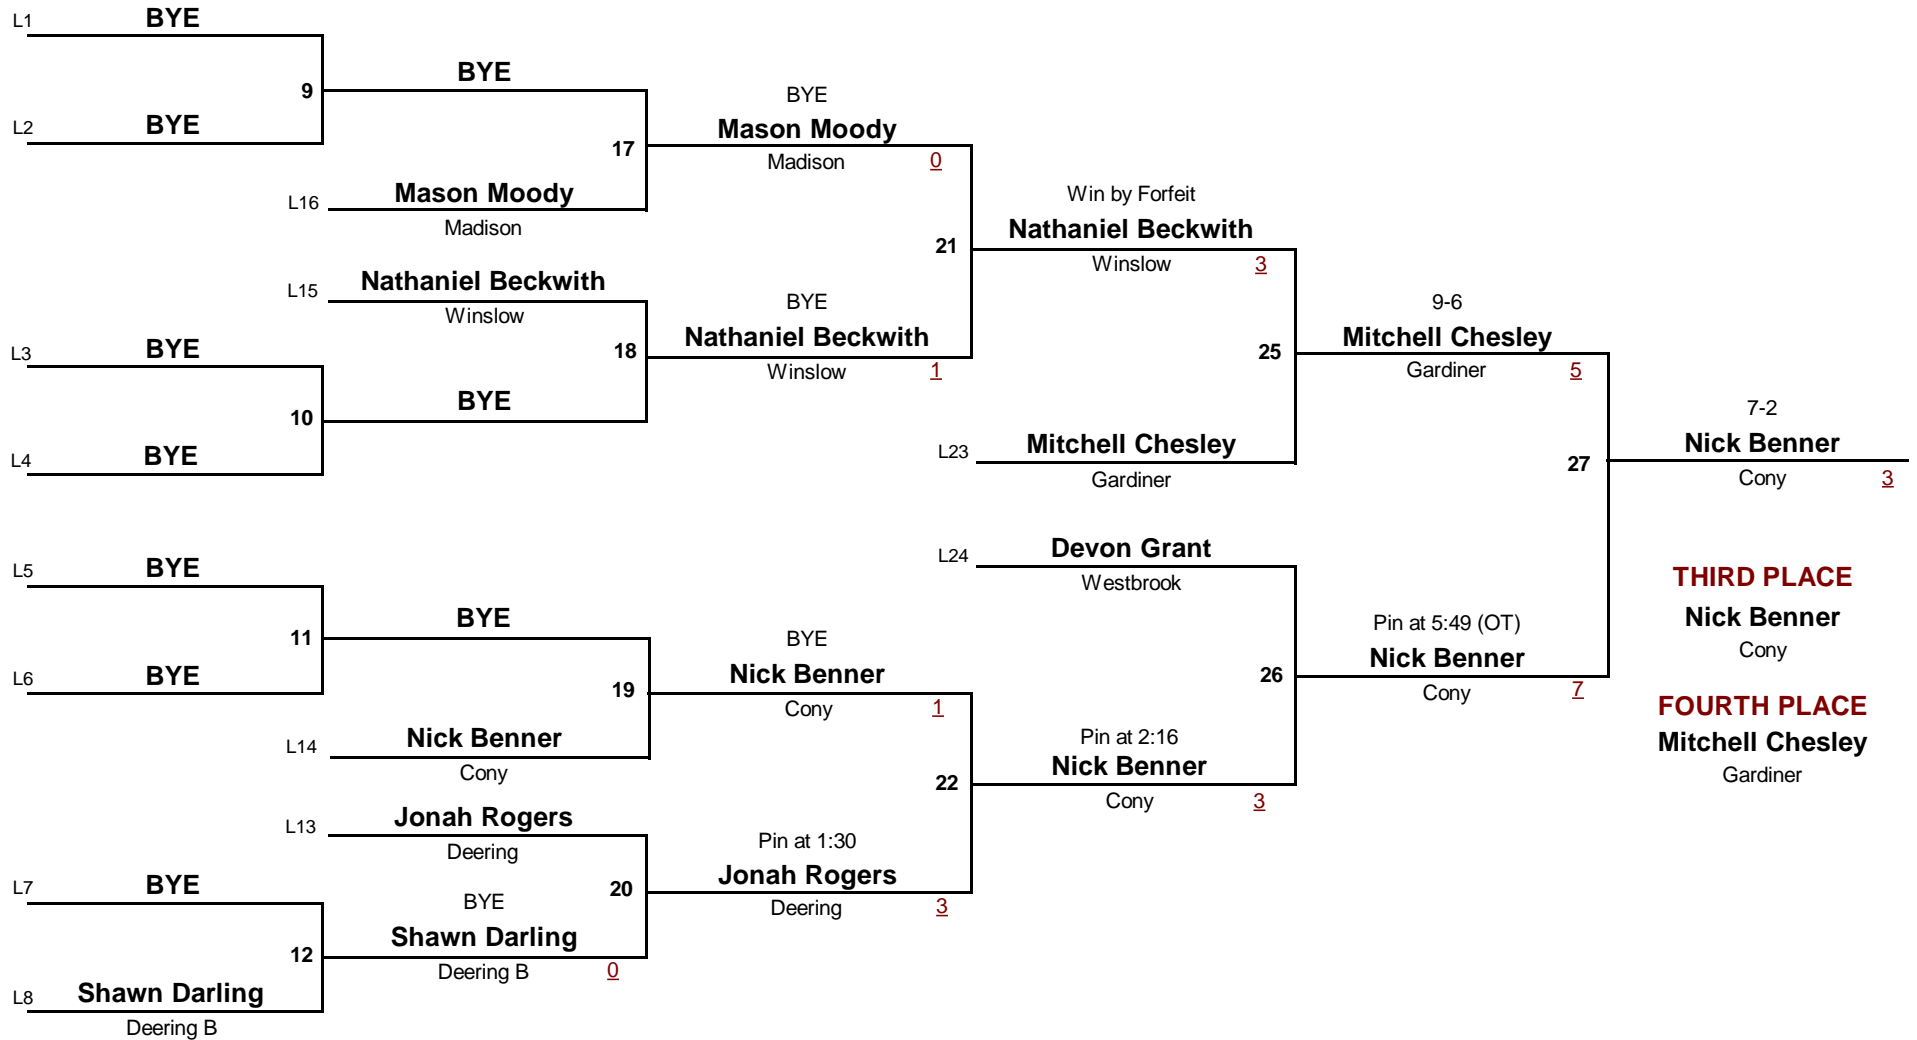 L1 BYE
9
L2 BYE
BYE
17
L16 Mason Moody
Madison
BYE
Mason Moody
Madison 0
L15 Nathaniel Beckwith
Winslow
18
L3 BYE
10
L4 BYE
BYE
BYE
Nathaniel Beckwith
Winslow 1
21
Win by Forfeit
Nathaniel Beckwith
Winslow 3
25
L23 Mitchell Chesley
Gardiner
9-6
Mitchell Chesley
Gardiner 5
27
7-2
Nick Benner
Cony 3
L5 BYE
11
L6 BYE
BYE
19
L14 Nick Benner
Cony
BYE
Nick Benner
Cony 1
22
L13 Jonah Rogers
Deering
20
L7 BYE
12
L8 Shawn Darling
Deering B
BYE
Shawn Darling
Deering B 0
Pin at 1:30
Jonah Rogers
Deering 3
L24 Devon Grant
Westbrook
26
Pin at 2:16
Nick Benner
Cony 3
Pin at 5:49 (OT)
Nick Benner
Cony 7
THIRD PLACE
Nick Benner
Cony
FOURTH PLACE
Mitchell Chesley
Gardiner